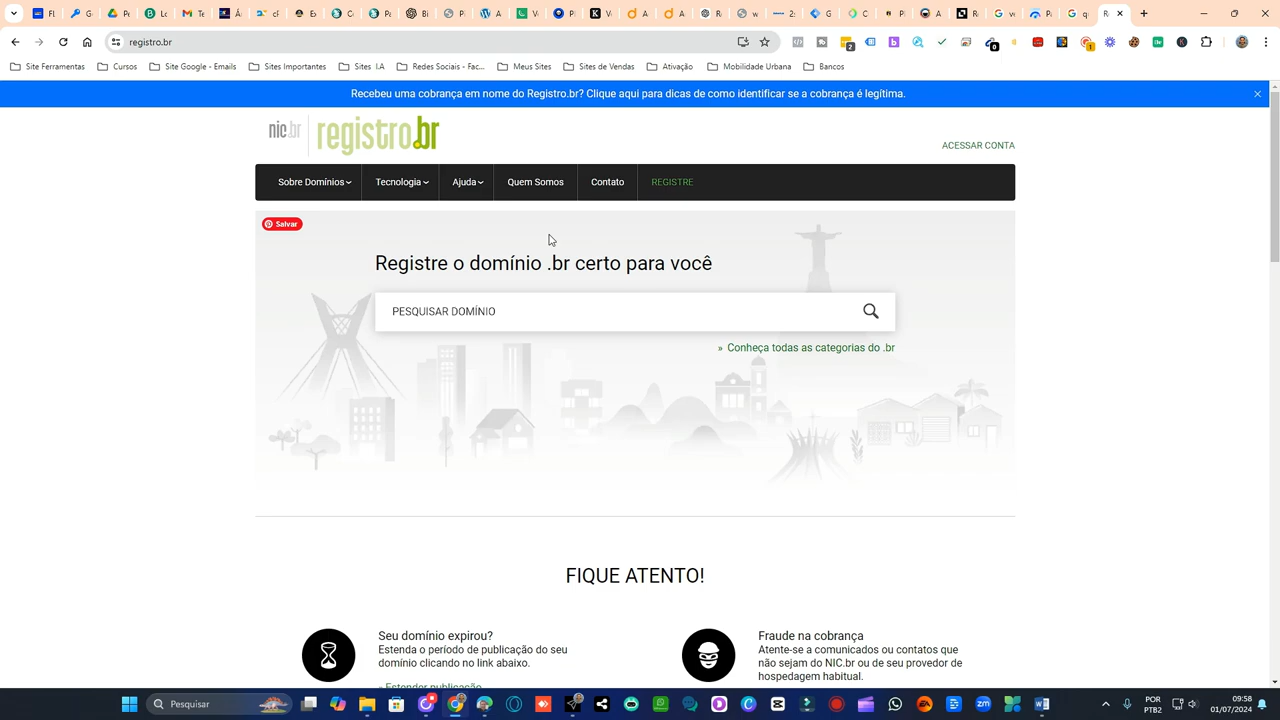 registro.br
Site Ferramentas
Cursos
Site Google - Emails
Sites Importantes
Sites I.A
Redes Sociais - Fac...
Meus Sites
Sites de Vendas
Ativação
Mobilidade Urbana
Bancos
Recebeu uma cobrança em nome do Registro.br? Clique aqui para dicas de como identificar se a cobrança é legítima.
nic.br
registro.br
ACESSAR CONTA
Sobre Domínios
Tecnologia
Ajuda
Quem Somos
Contato
REGISTRE
Salvar
Registre o domínio .br certo para você
PESQUISAR DOMÍNIO
» Conheça todas as categorias do .br
FIQUE ATENTO!
Seu domínio expirou?
Estenda o período de publicação do seu
domínio clicando no link abaixo.
» Estender publicação
Fraude na cobrança
Atente-se a comunicados ou contatos que
não sejam do NIC.br ou de seu provedor de
hospedagem habitual.
Pesquisar
POR
PTB2
09:58
01/07/2024